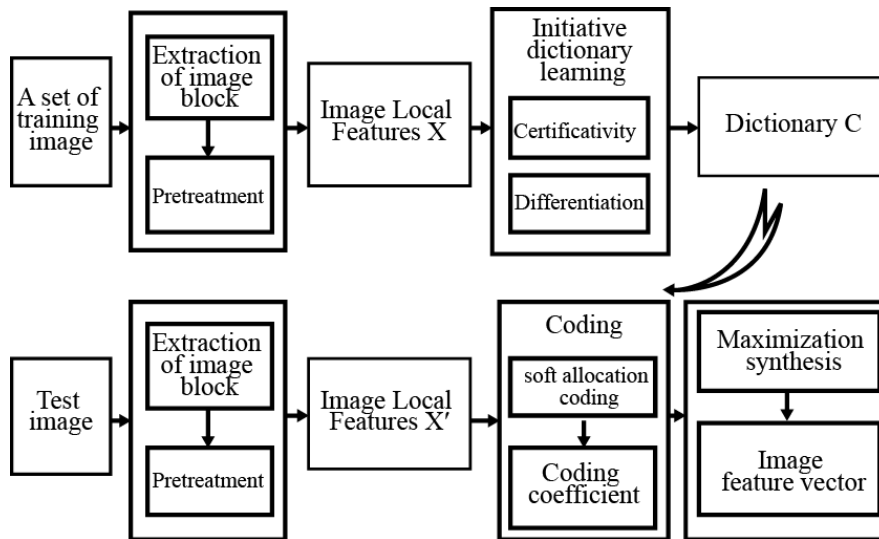 A set of
training
image
Extraction
of image
block
Pretreatment
Image Local
Features X
Initiative
dictionary
learning
Certificativity
Differentiation
Dictionary C
Test
image
Extraction
of image
block
Pretreatment
Image Local
Features X′
Coding
soft allocation
coding
Coding
coefficient
Maximization
synthesis
Image
feature vector